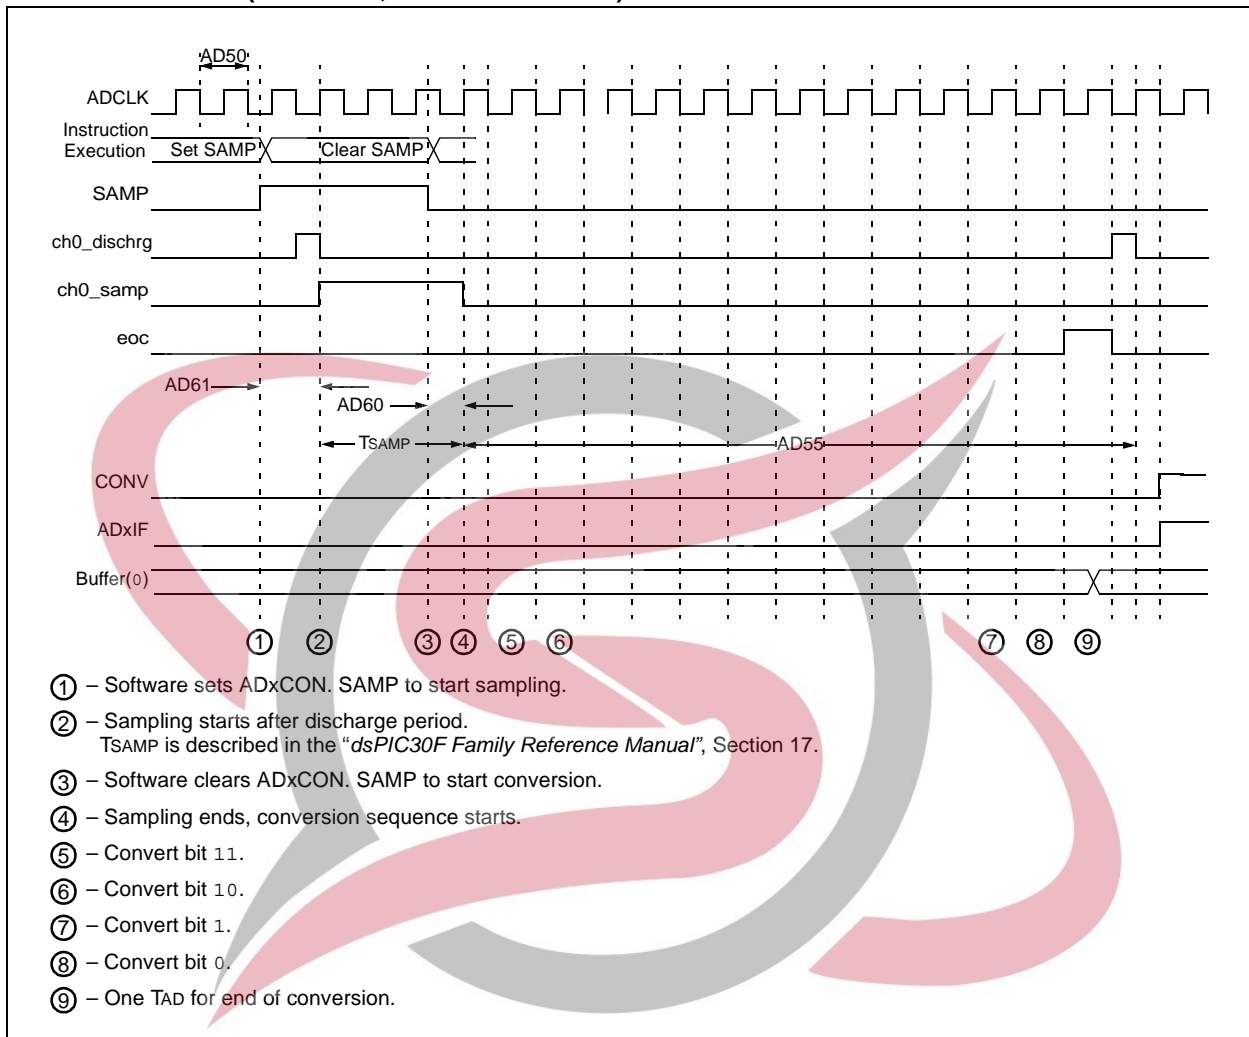 AD50
ADCLK
Instruction
Execution
Set SAMP
Clear SAMP
SAMP
ch0_dischrg
ch0_samp
eoc
AD61
AD60
TSAMP
AD55
CONV
ADxIF
Buffer(0)
1 2 3 4 5 6 7 8 9
1 – Software sets ADxCON. SAMP to start sampling.
2 – Sampling starts after discharge period.
TSAMP is described in the “dsPIC30F Family Reference Manual”, Section 17.
3 – Software clears ADxCON. SAMP to start conversion.
4 – Sampling ends, conversion sequence starts.
5 – Convert bit 11.
6 – Convert bit 10.
7 – Convert bit 1.
8 – Convert bit 0.
9 – One TAD for end of conversion.